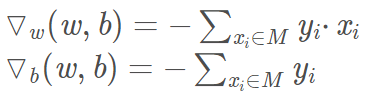 ▽w(w, b) = −∑xᵢ∈M yᵢ· xᵢ
▽b(w, b) = −∑xᵢ∈M yᵢ